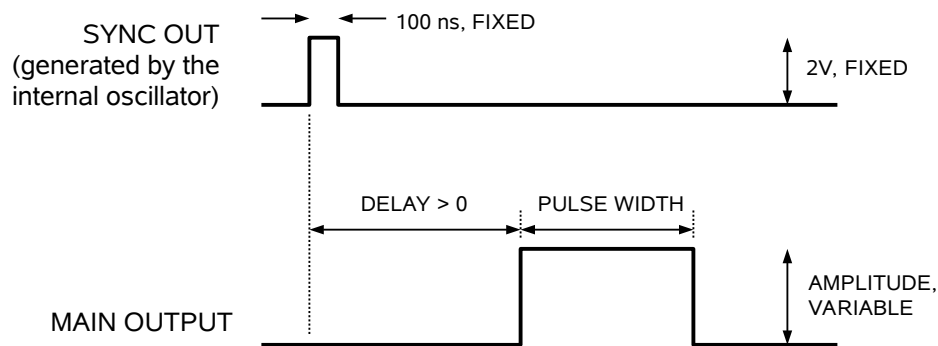 100 ns, FIXED
SYNC OUT
(generated by the
internal oscillator)
2V, FIXED
DELAY > 0
PULSE WIDTH
AMPLITUDE,
VARIABLE
MAIN OUTPUT